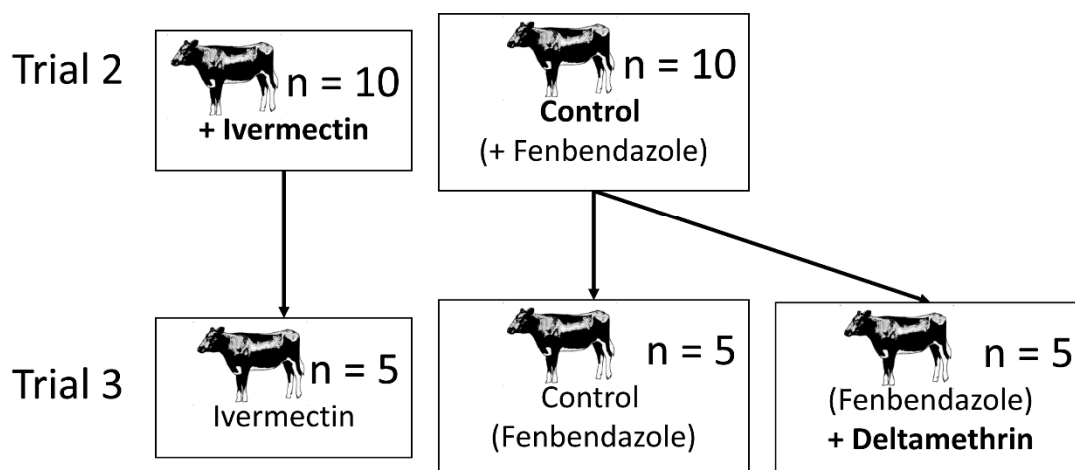 Trial 2
n = 10
+ Ivermectin
n = 10
Control
(+ Fenbendazole)
Trial 3
n = 5
Ivermectin
n = 5
Control
(Fenbendazole)
n = 5
(Fenbendazole)
+ Deltamethrin